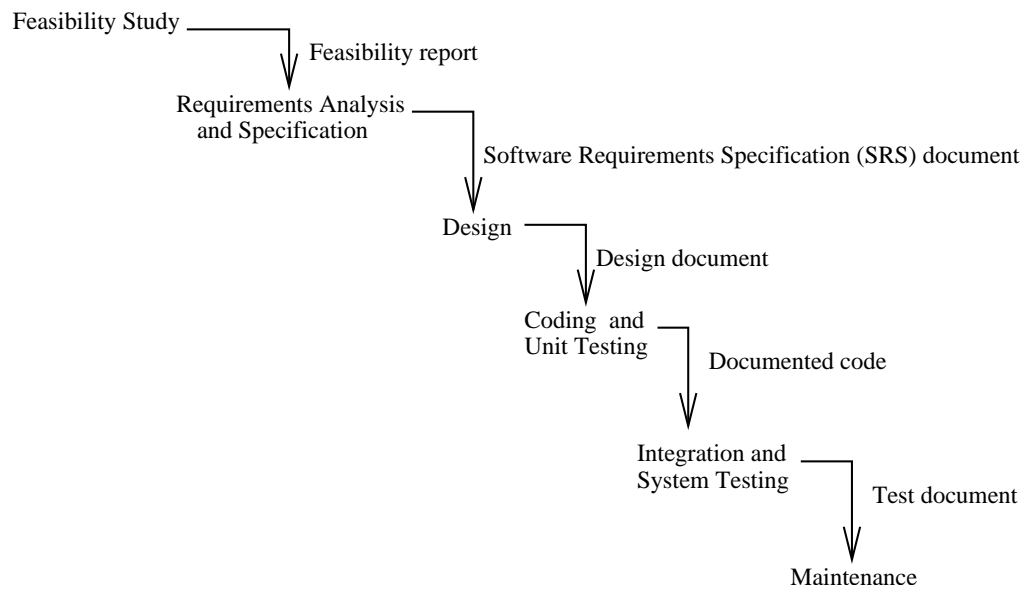 Feasibility Study
Feasibility report
Requirements Analysis
and Specification
Software Requirements Specification (SRS) document
Design
Design document
Coding and
Unit Testing
Documented code
Integration and
System Testing
Test document
Maintenance